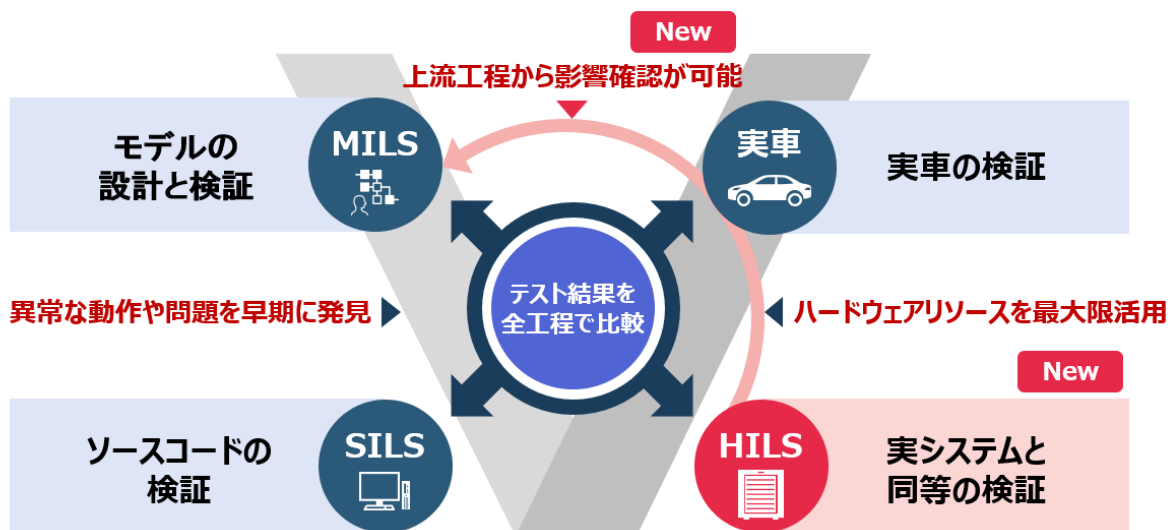 New
上流工程から影響確認が可能
モデルの
設計と検証
MILS
実車
実車の検証
テスト結果を
全工程で比較
異常な動作や問題を早期に発見
ハードウェアリソースを最大限活用
New
ソースコードの
検証
SILS
HILS
実システムと
同等の検証